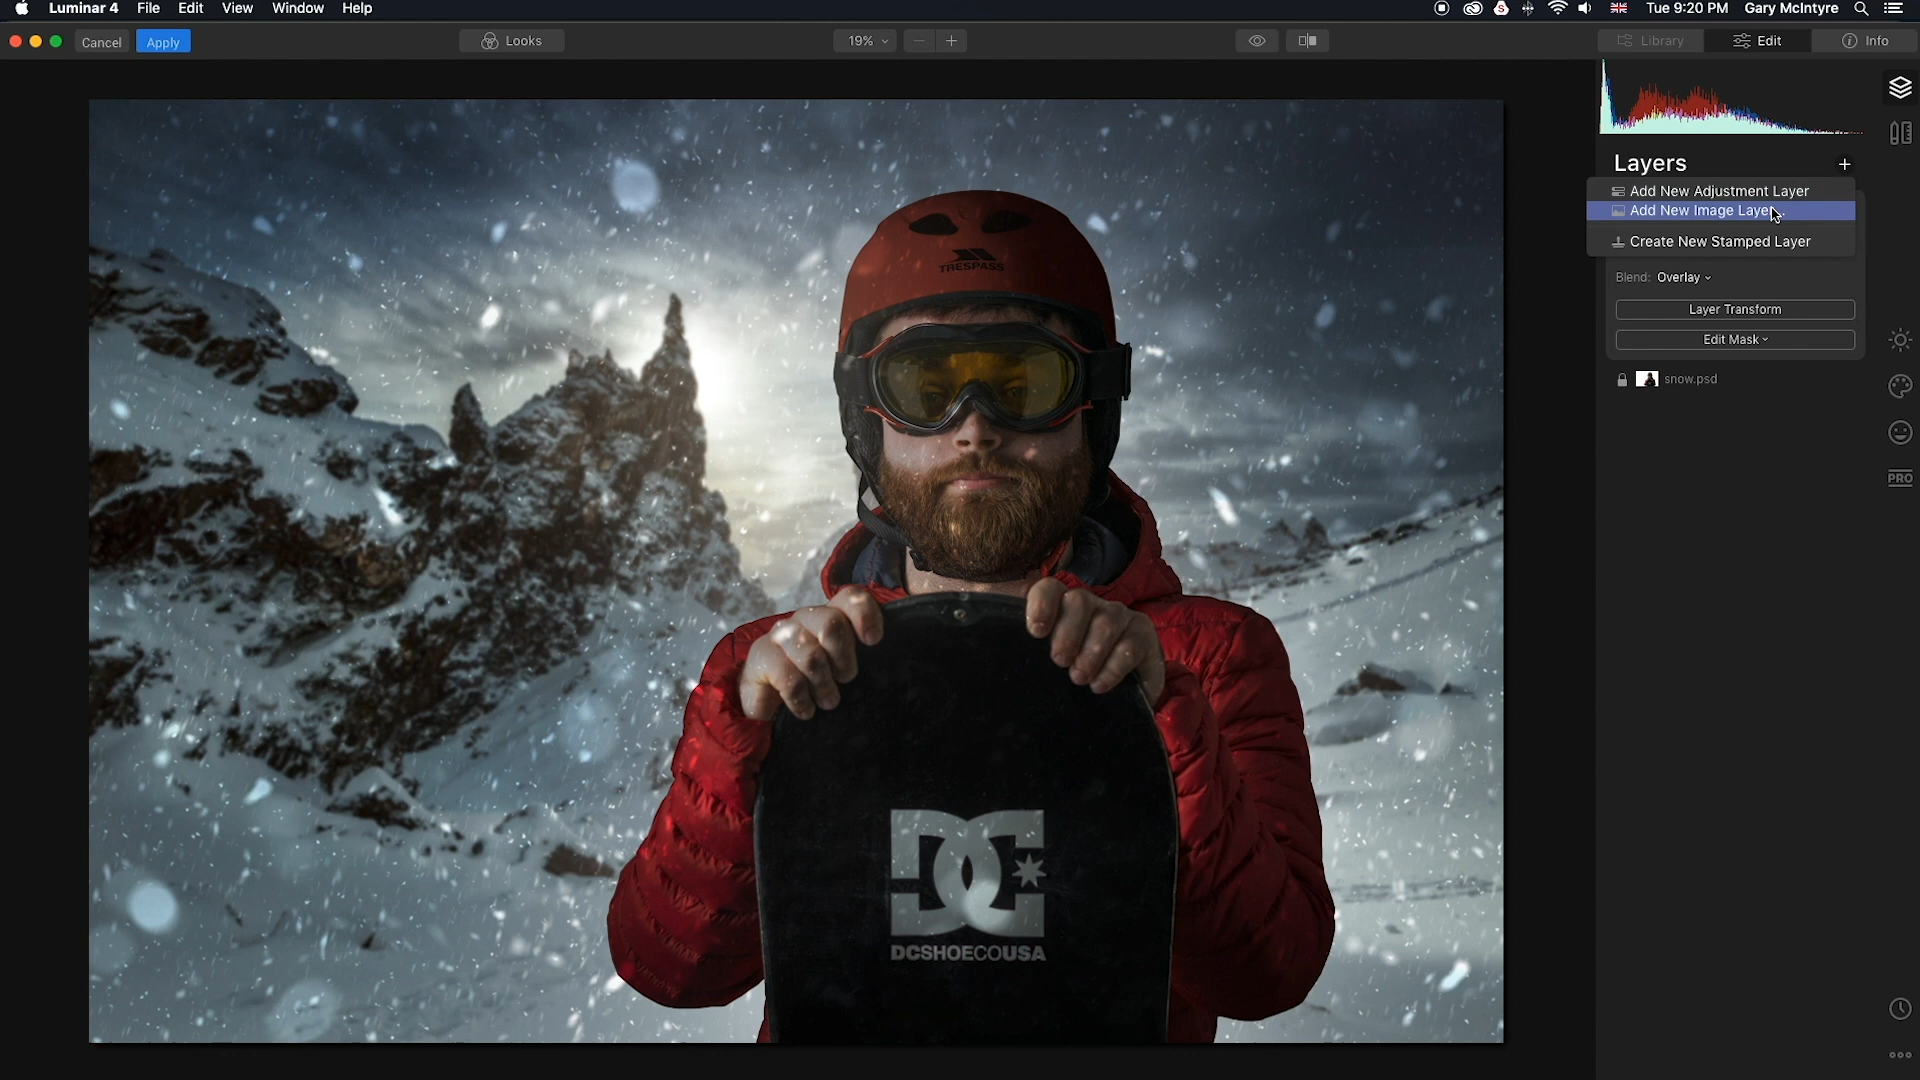 Luminar 4 File Edit View Window Help Tue 9:20 PM Gary McIntyre
Cancel Apply Looks 19% Library Edit Info
Layers
Add New Adjustment Layer
Add New Image Layer...
Create New Stamped Layer
Blend: Overlay
Layer Transform
Edit Mask
snow.psd
PRO
TRESPASS
DC
DCSHOECOUSA